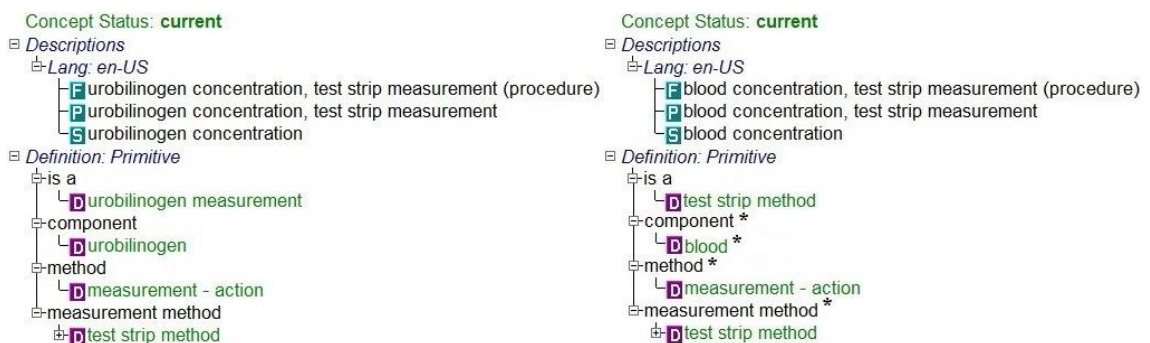 Concept Status: current
Descriptions
Lang: en-US
F urobilinogen concentration, test strip measurement (procedure)
P urobilinogen concentration, test strip measurement
S urobilinogen concentration
Definition: Primitive
is a
D urobilinogen measurement
component
D urobilinogen
method
D measurement - action
measurement method
D test strip method
Concept Status: current
Descriptions
Lang: en-US
F blood concentration, test strip measurement (procedure)
P blood concentration, test strip measurement
S blood concentration
Definition: Primitive
is a
D test strip method
component *
D blood *
method *
D measurement - action
measurement method *
D test strip method